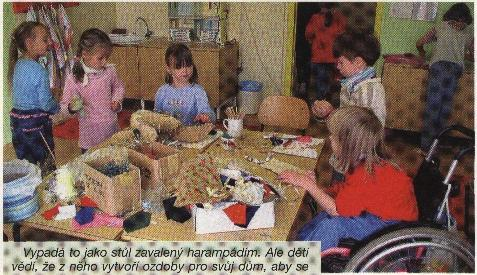 Vypadá to jako stůl zavalený harampádím. Ale děti
vědí, že z něho vytvoří ozdoby pro svůj dům, aby se